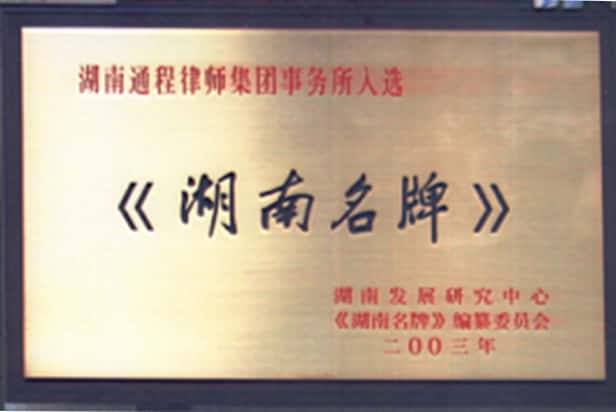 湖南通程律师集团事务所入选
《湖南名牌》
湖南发展研究中心
《湖南名牌》编纂委员会
二00三年